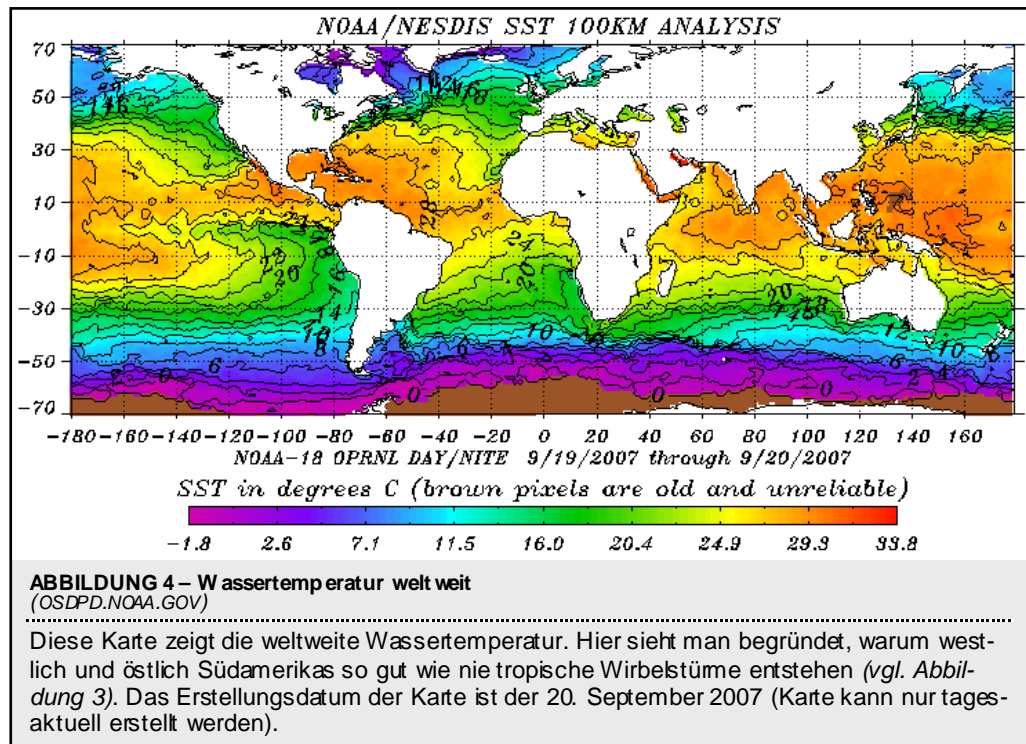 NOAA/NESDIS SST 100KM ANALYSIS
70
50
30
10
-10
-30
-50
-70
-180 -160 -140 -120 -100 -80 -60 -40 -20 0 20 40 60 80 100 120 140 160
NOAA-18 OPRNL DAY/NITE 9/19/2007 through 9/20/2007
SST in degrees C (brown pixels are old and unreliable)
-1.8 2.6 7.1 11.5 16.0 20.4 24.9 29.3 33.8
ABBILDUNG 4 – Wassertemperatur weltweit
(OSDPD.NOAA.GOV)
Diese Karte zeigt die weltweite Wassertemperatur. Hier sieht man begründet, warum west-
lich und östlich Südamerikas so gut wie nie tropische Wirbelstürme entstehen (vgl. Abbil-
dung 3). Das Erstellungsdatum der Karte ist der 20. September 2007 (Karte kann nur tages-
aktuell erstellt werden).